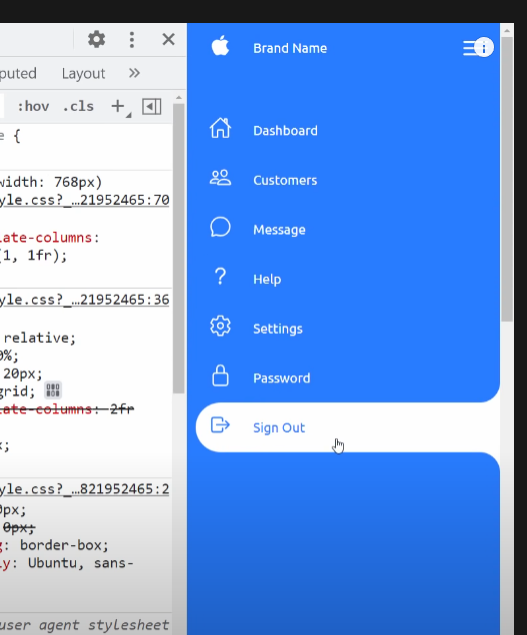 puted Layout »
:hov .cls +
e {
width: 768px)
yle.css?_…21952465:70
late-columns:
(1, 1fr);
yle.css?_…21952465:36
relative;
0%;
20px;
grid;
late-columns: 2fr
x;
yle.css?_…821952465:2
0px;
0px;
g: border-box;
ly: Ubuntu, sans-
user agent stylesheet
Brand Name
Dashboard
Customers
Message
? Help
Settings
Password
Sign Out